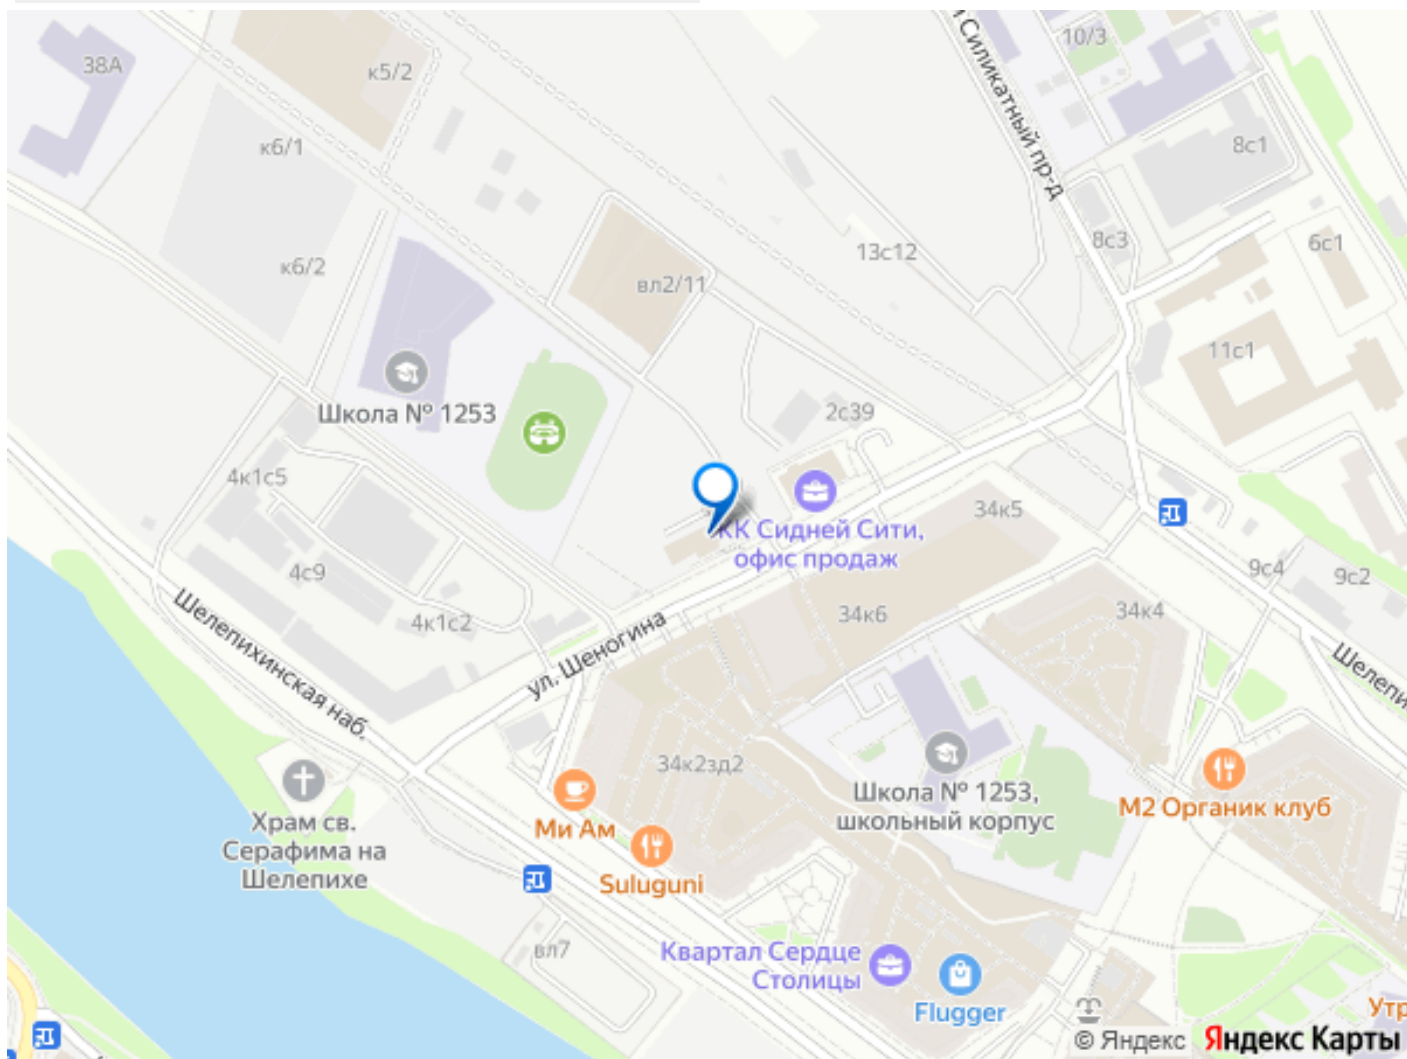 38А
к5/2
10/3
й Силикатный пр-д
к6/1
8с1
8с3
6с1
13с12
к6/2
вл2/11
11с1
Школа № 1253
2с39
4к1с5
34к5
КК Сидней Сити,
офис продаж
4с9
9с4
9с2
4к1с2
34к6
34к4
Шелепихинская наб.
ул. Шеногина
Шелепи
34к2зд2
Школа № 1253,
школьный корпус
М2 Органик клуб
Ми Ам
Храм св.
Серафима на
Шелепихе
Suluguni
вл7
Квартал Сердце
Столицы
Flugger
Утр
© Яндекс
Яндекс Карты